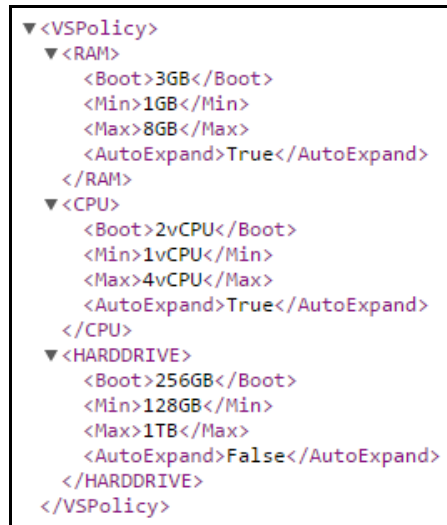 ▼<VSPolicy>
▼<RAM>
<Boot>3GB</Boot>
<Min>1GB</Min>
<Max>8GB</Max>
<AutoExpand>True</AutoExpand>
</RAM>
▼<CPU>
<Boot>2vCPU</Boot>
<Min>1vCPU</Min>
<Max>4vCPU</Max>
<AutoExpand>True</AutoExpand>
</CPU>
▼<HARDDRIVE>
<Boot>256GB</Boot>
<Min>128GB</Min>
<Max>1TB</Max>
<AutoExpand>False</AutoExpand>
</HARDDRIVE>
</VSPolicy>